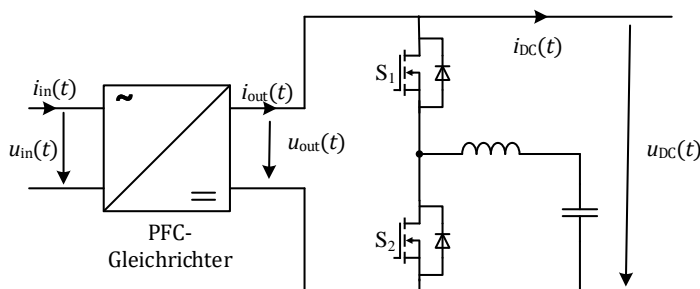 i_DC(t)
S₁
i_in(t)
~
i_out(t)
u_in(t)
u_out(t)
u_DC(t)
=
PFC-
Gleichrichter
S₂